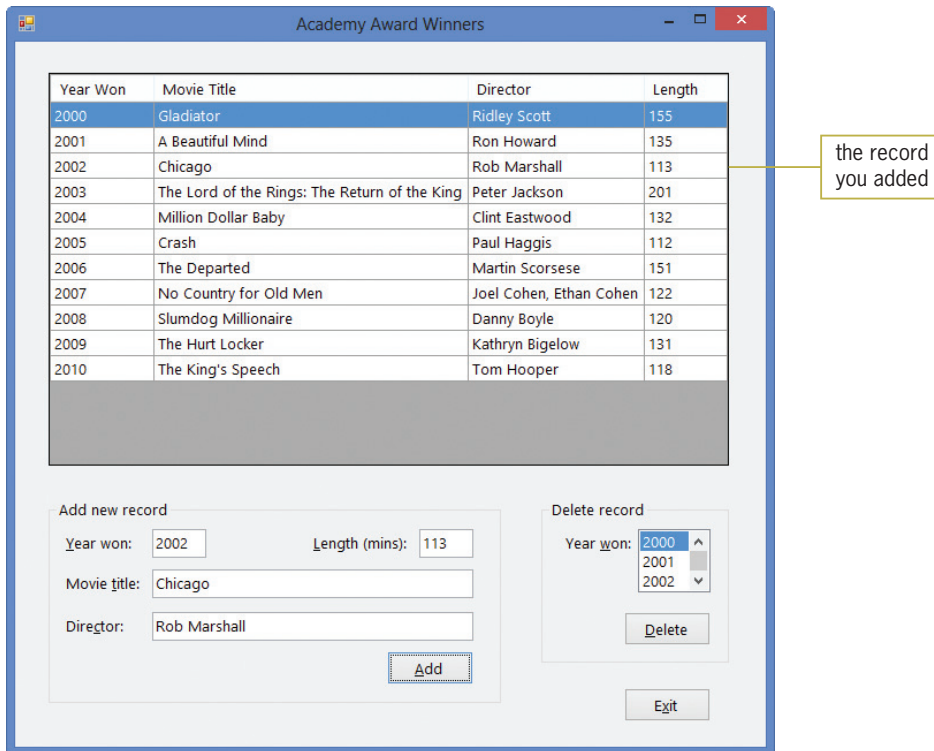 Academy Award Winners
Year Won Movie Title Director Length
2000 Gladiator Ridley Scott 155
2001 A Beautiful Mind Ron Howard 135
2002 Chicago Rob Marshall 113
2003 The Lord of the Rings: The Return of the King Peter Jackson 201
2004 Million Dollar Baby Clint Eastwood 132
2005 Crash Paul Haggis 112
2006 The Departed Martin Scorsese 151
2007 No Country for Old Men Joel Cohen, Ethan Cohen 122
2008 Slumdog Millionaire Danny Boyle 120
2009 The Hurt Locker Kathryn Bigelow 131
2010 The King's Speech Tom Hooper 118
the record
you added
Add new record
Year won: 2002 Length (mins): 113
Movie title: Chicago
Director: Rob Marshall
Add
Delete record
Year won: 2000
2001
2002
Delete
Exit